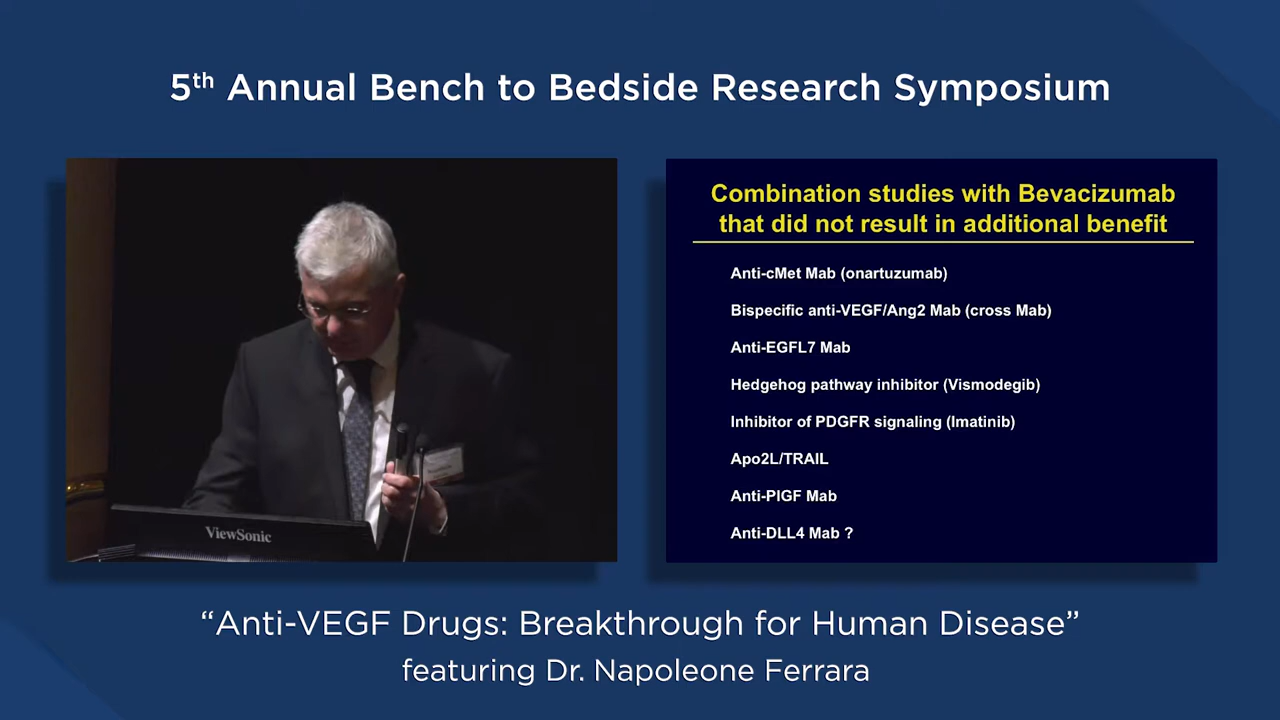 5th Annual Bench to Bedside Research Symposium
Combination studies with Bevacizumab
that did not result in additional benefit
Anti-cMet Mab (onartuzumab)
Bispecific anti-VEGF/Ang2 Mab (cross Mab)
Anti-EGFL7 Mab
Hedgehog pathway inhibitor (Vismodegib)
Inhibitor of PDGFR signaling (Imatinib)
Apo2L/TRAIL
Anti-PlGF Mab
Anti-DLL4 Mab ?
ViewSonic
“Anti-VEGF Drugs: Breakthrough for Human Disease”
featuring Dr. Napoleone Ferrara